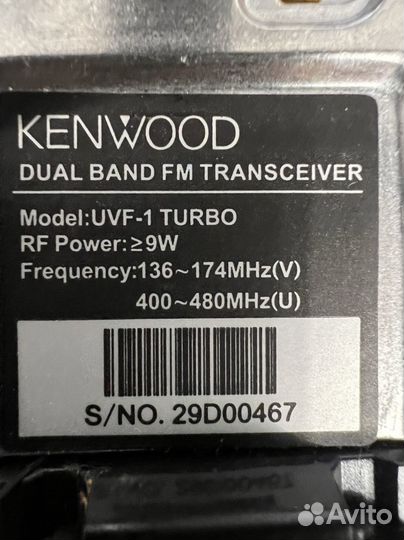 KENWOOD
DUAL BAND FM TRANSCEIVER
Model:UVF-1 TURBO
RF Power:≥9W
Frequency:136~174MHz(V)
400~480MHz(U)
S/NO. 29D00467
Avito